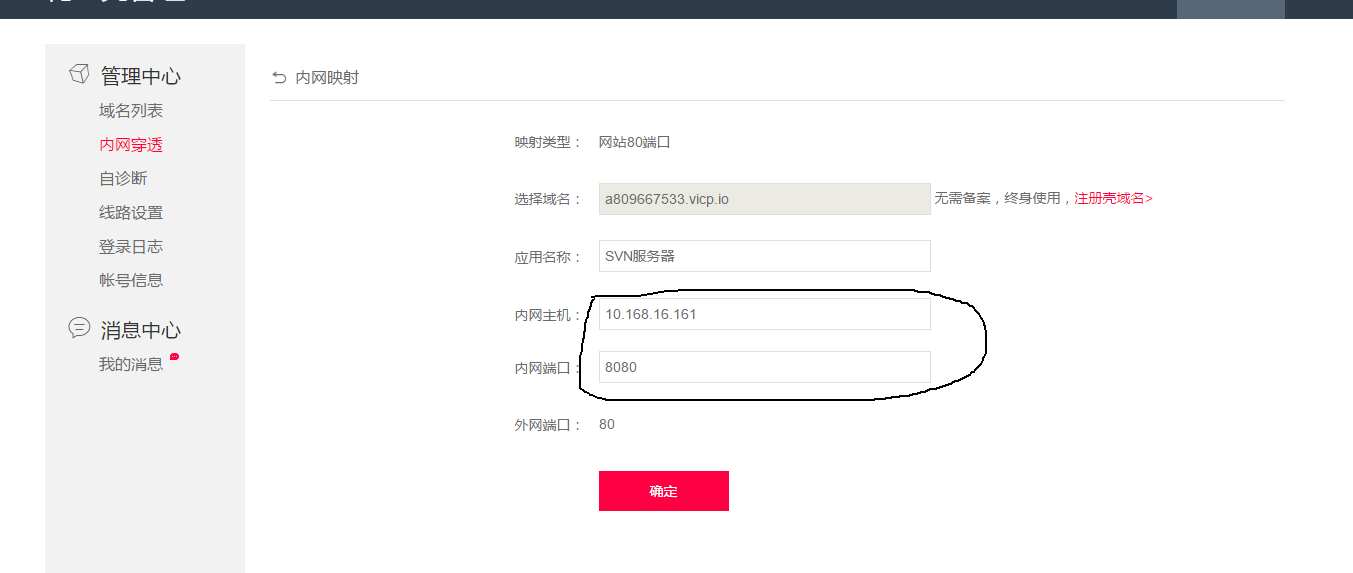 管理中心
域名列表
内网穿透
自诊断
线路设置
登录日志
帐号信息
消息中心
我的消息
内网映射
映射类型： 网站80端口
选择域名： a809667533.vicp.io 无需备案，终身使用，注册壳域名>
应用名称： SVN服务器
内网主机： 10.168.16.161
内网端口： 8080
外网端口： 80
确定